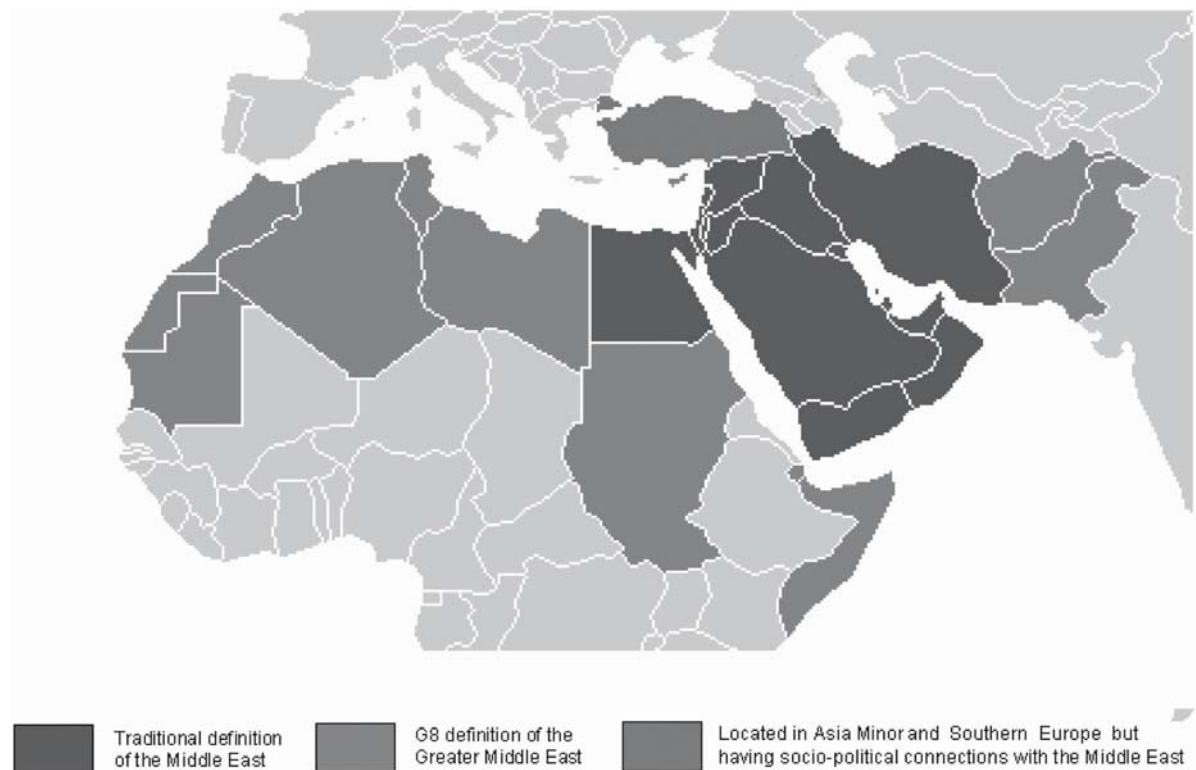 Traditional definition
of the Middle East
G8 definition of the
Greater Middle East
Located in Asia Minor and Southern Europe but
having socio-political connections with the Middle East